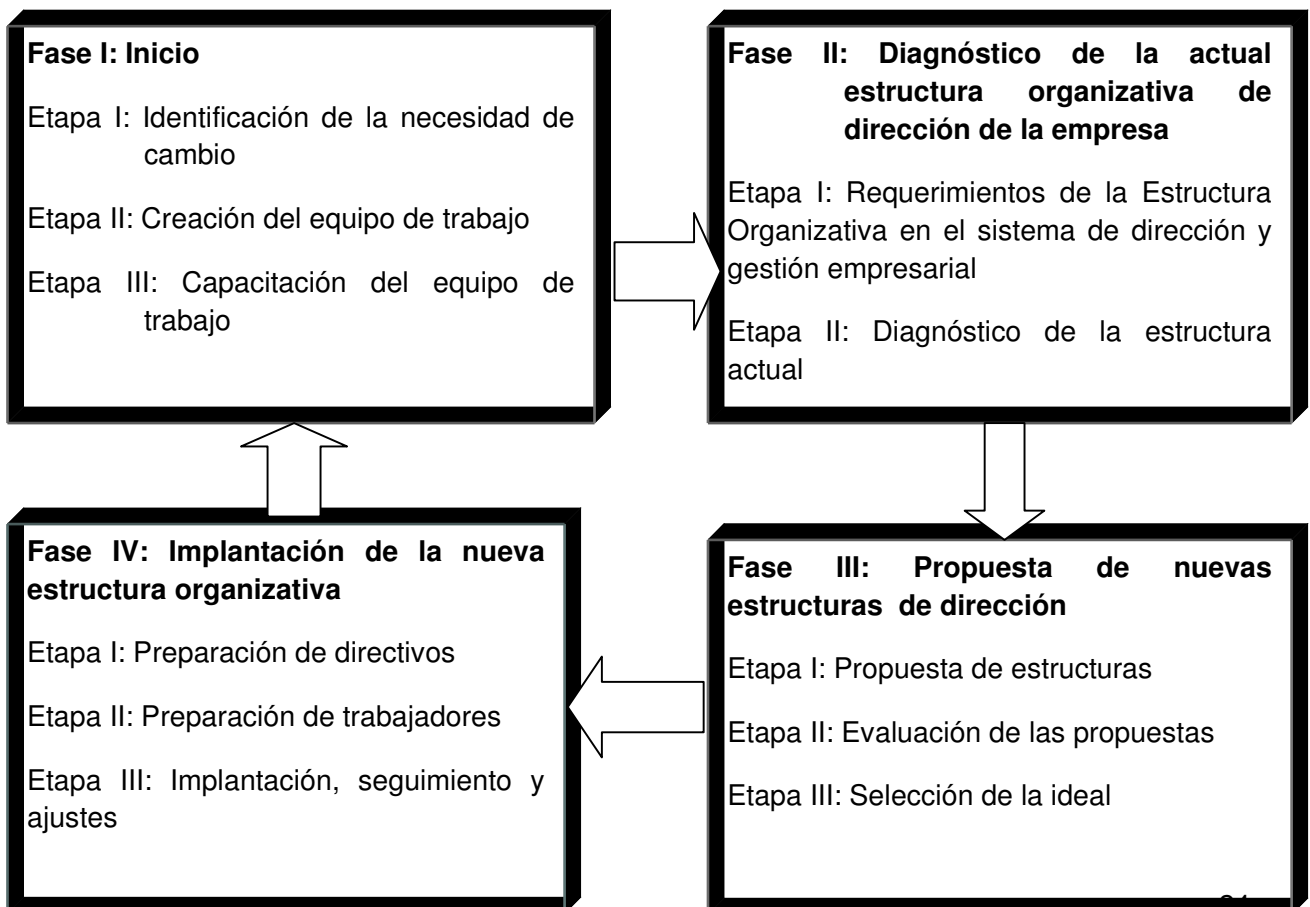 Fase I: Inicio
Etapa I: Identificación de la necesidad de
cambio
Etapa II: Creación del equipo de trabajo
Etapa III: Capacitación del equipo de
trabajo
Fase II: Diagnóstico de la actual
estructura organizativa de
dirección de la empresa
Etapa I: Requerimientos de la Estructura
Organizativa en el sistema de dirección y
gestión empresarial
Etapa II: Diagnóstico de la estructura
actual
Fase IV: Implantación de la nueva
estructura organizativa
Etapa I: Preparación de directivos
Etapa II: Preparación de trabajadores
Etapa III: Implantación, seguimiento y
ajustes
Fase III: Propuesta de nuevas
estructuras de dirección
Etapa I: Propuesta de estructuras
Etapa II: Evaluación de las propuestas
Etapa III: Selección de la ideal